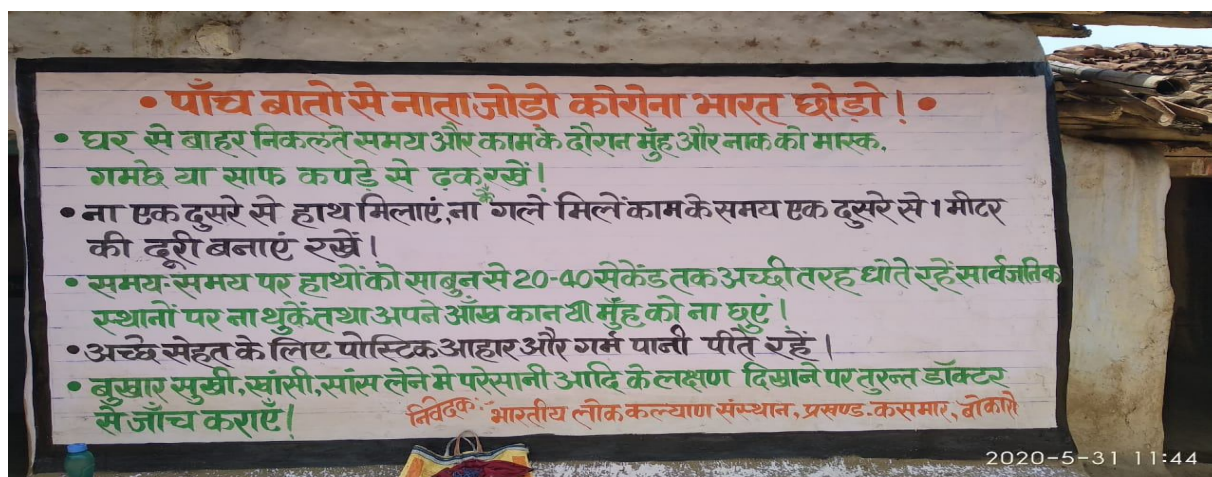 • पाँच बातो से नाता जोड़ो कोरोना भारत छोड़ो! •
• घर से बाहर निकलते समय और काम के दौरान मुँह और नाक को मास्क,
गमछे या साफ कपड़े से ढ़क रखें!
• ना एक दुसरे से हाथ मिलाएं, ना कै गले मिलें काम के समय एक दुसरे से 1 मीटर
की दूरी बनाएं रखें।
• समय-समय पर हाथों को साबुन से 20-40 सेकेंड तक अच्छी तरह धोते रहें सार्वजनिक
स्थानों पर ना थुकें तथा अपने आँख कान या मुँह को ना छुएं।
• अच्छे सेहत के लिए पोस्टिक आहार और गर्म पानी पीते रहें।
• बुखार सुखी, खांसी, सांस लेने मे परेसानी आदि के लक्षण दिखाने पर तुरन्त डॉक्टर
से जाँच कराएँ!
निवेदक:- भारतीय लोक कल्याण संस्थान, प्रखण्ड-कसमार, बोकारो
2020-5-31 11:44